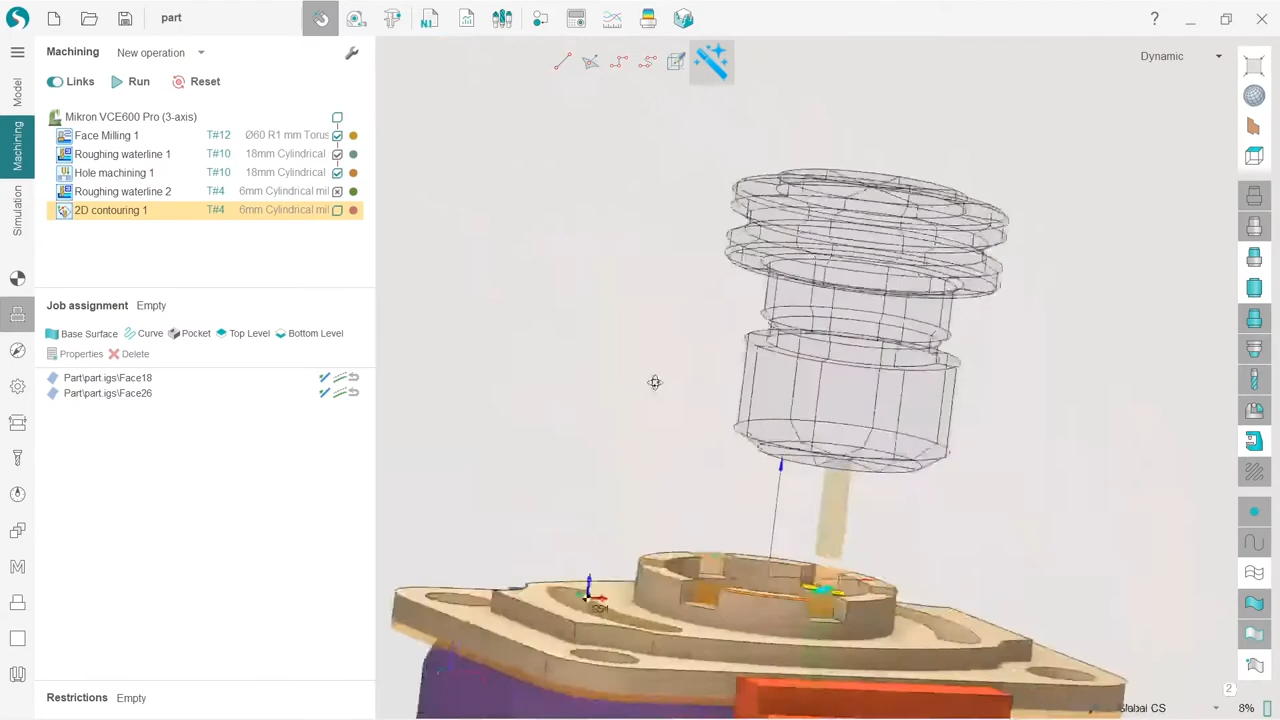 part
N1
?
Machining New operation
Links Run Reset
Dynamic
Model
Machining
Simulation
Mikron VCE600 Pro (3-axis)
Face Milling 1 T#12 Ø60 R1 mm Torus
Roughing waterline 1 T#10 18mm Cylindrical
Hole machining 1 T#10 18mm Cylindrical
Roughing waterline 2 T#4 6mm Cylindrical mil
2D contouring 1 T#4 6mm Cylindrical mil
Job assignment Empty
Base Surface Curve Pocket Top Level Bottom Level
Properties Delete
Part\part.igs\Face18
Part\part.igs\Face26
M
Restrictions Empty
2
Global CS 8%